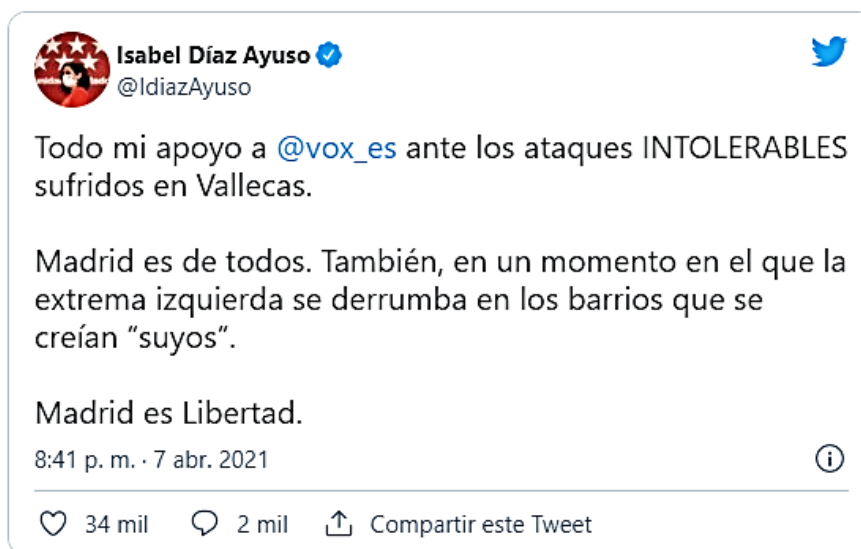 Isabel Díaz Ayuso
@IdiazAyuso
Todo mi apoyo a @vox_es ante los ataques INTOLERABLES
sufridos en Vallecas.
Madrid es de todos. También, en un momento en el que la
extrema izquierda se derrumba en los barrios que se
creían “suyos”.
Madrid es Libertad.
8:41 p. m. · 7 abr. 2021
34 mil 2 mil Compartir este Tweet